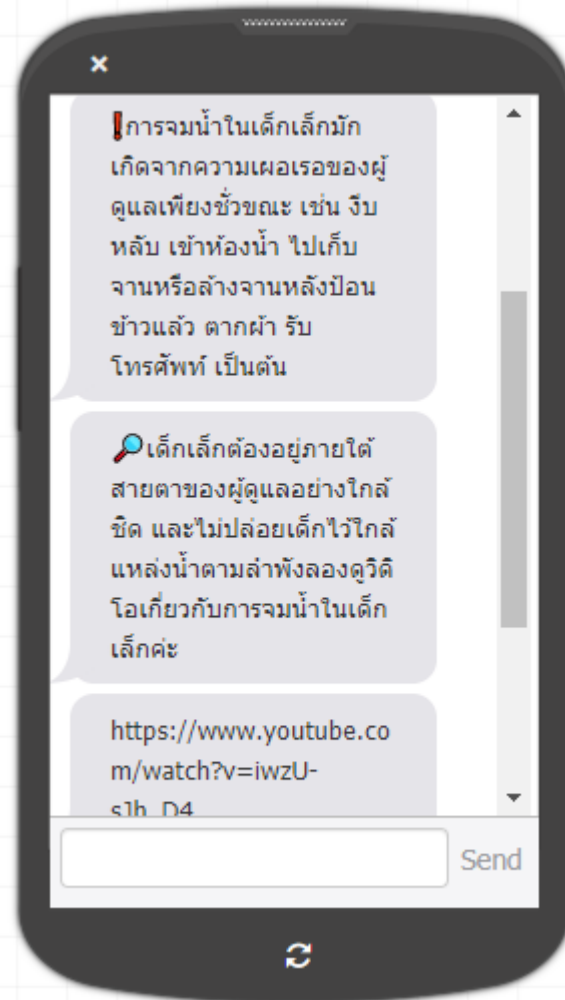 ❗การจมน้ำในเด็กเล็กมัก
เกิดจากความเผอเรอของผู้
ดูแลเพียงชั่วขณะ เช่น งีบ
หลับ เข้าห้องน้ำ ไปเก็บ
จานหรือล้างจานหลังป้อน
ข้าวแล้ว ตากผ้า รับ
โทรศัพท์ เป็นต้น
🔎เด็กเล็กต้องอยู่ภายใต้
สายตาของผู้ดูแลอย่างใกล้
ชิด และไม่ปล่อยเด็กไว้ใกล้
แหล่งน้ำตามลำพังลองดูวิดิ
โอเกี่ยวกับการจมน้ำในเด็ก
เล็กค่ะ
https://www.youtube.co
m/watch?v=iwzU-
Send